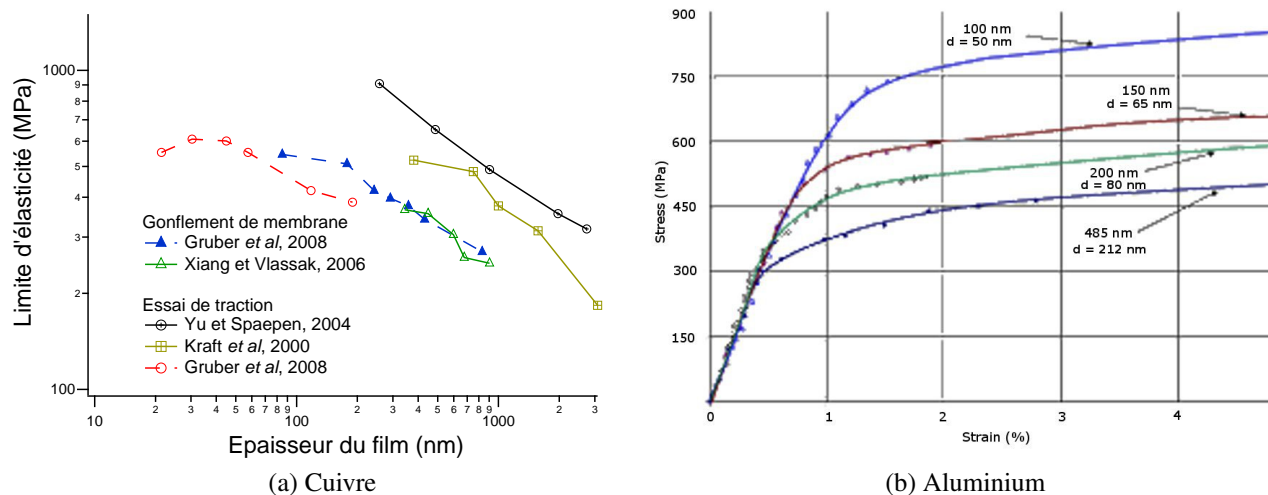 Limite d'élasticité (MPa)
1000
9
8
7
6
5
4
3
2
100
Gonflement de membrane
Gruber et al, 2008
Xiang et Vlassak, 2006
Essai de traction
Yu et Spaepen, 2004
Kraft et al, 2000
Gruber et al, 2008
10
2
3
4
5
6
7
8
9
100
2
3
4
5
6
7
8
9
1000
2
3
Epaisseur du film (nm)
(a) Cuivre
Stress (MPa)
900
750
600
450
300
150
100 nm
d = 50 nm
150 nm
d = 65 nm
200 nm
d = 80 nm
485 nm
d = 212 nm
0
1
2
3
4
Strain (%)
(b) Aluminium